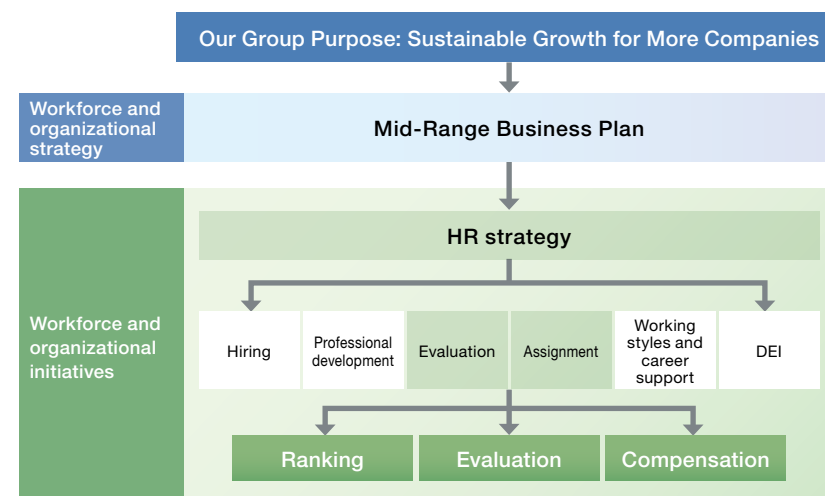 Our Group Purpose: Sustainable Growth for More Companies
Workforce and
organizational
strategy
Mid-Range Business Plan
Workforce and
organizational
initiatives
HR strategy
Hiring
Professional
development
Evaluation
Assignment
Working
styles and
career
support
DEI
Ranking
Evaluation
Compensation